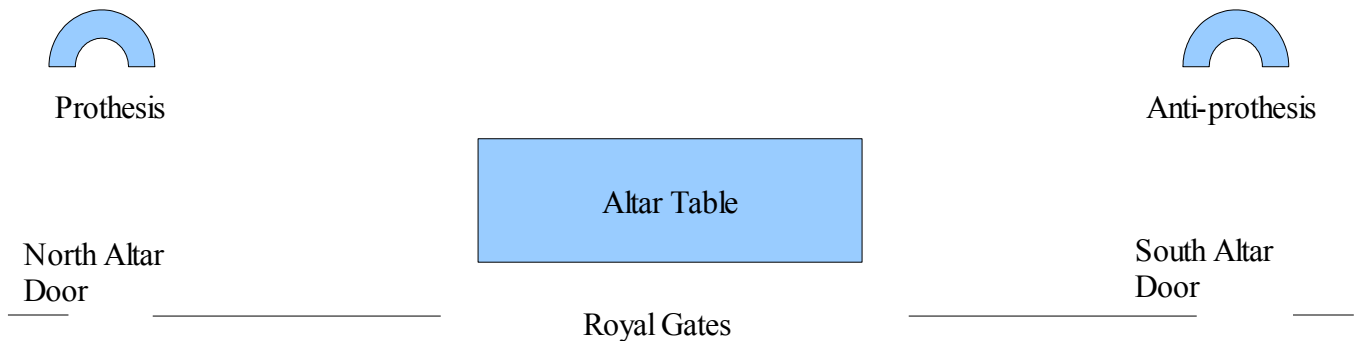 Prothesis
Anti-prothesis
Altar Table
North Altar
Door
South Altar
Door
Royal Gates